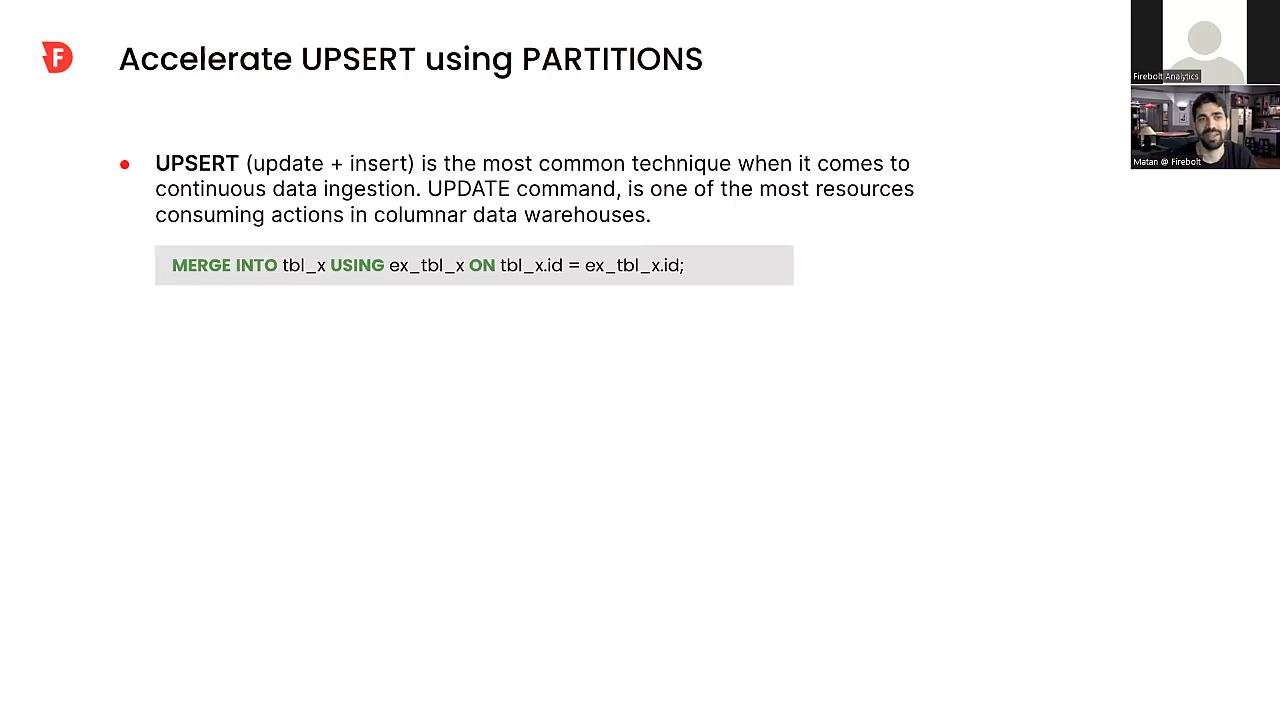 F
Accelerate UPSERT using PARTITIONS
Firebolt Analytics
Matan @ Firebolt
● UPSERT (update + insert) is the most common technique when it comes to
continuous data ingestion. UPDATE command, is one of the most resources
consuming actions in columnar data warehouses.
MERGE INTO tbl_x USING ex_tbl_x ON tbl_x.id = ex_tbl_x.id;